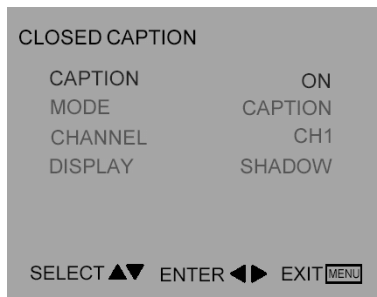 CLOSED CAPTION
CAPTION ON
MODE CAPTION
CHANNEL CH1
DISPLAY SHADOW
SELECT▲▼ ENTER◀▶ EXIT MENU